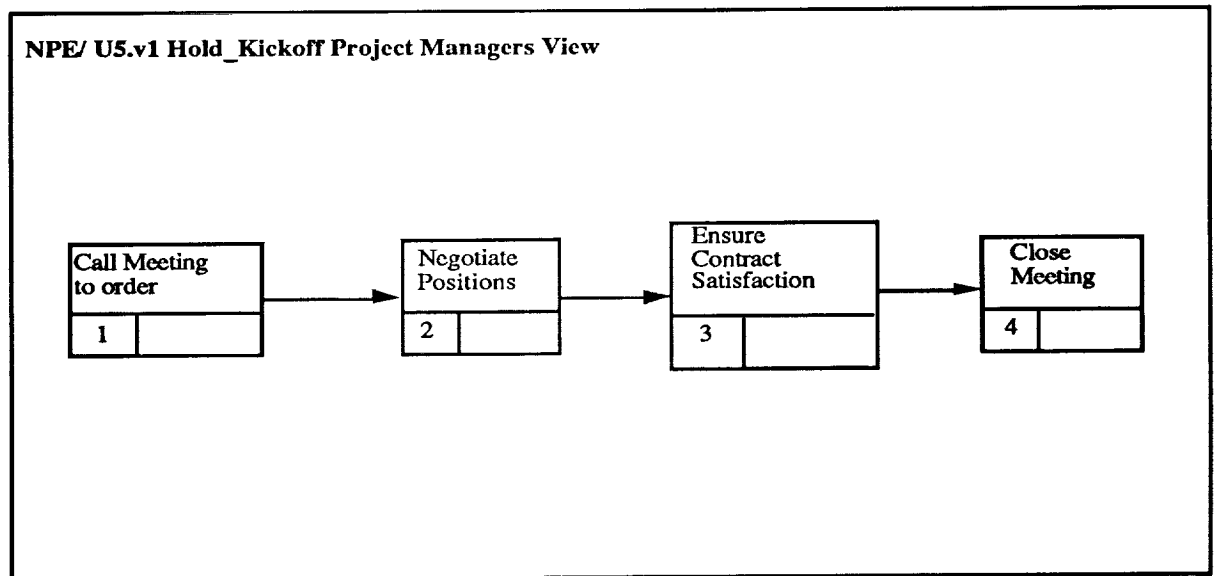 NPE/ U5.v1 Hold_Kickoff Project Managers View
Call Meeting
to order
1
Negotiate
Positions
2
Ensure
Contract
Satisfaction
3
Close
Meeting
4